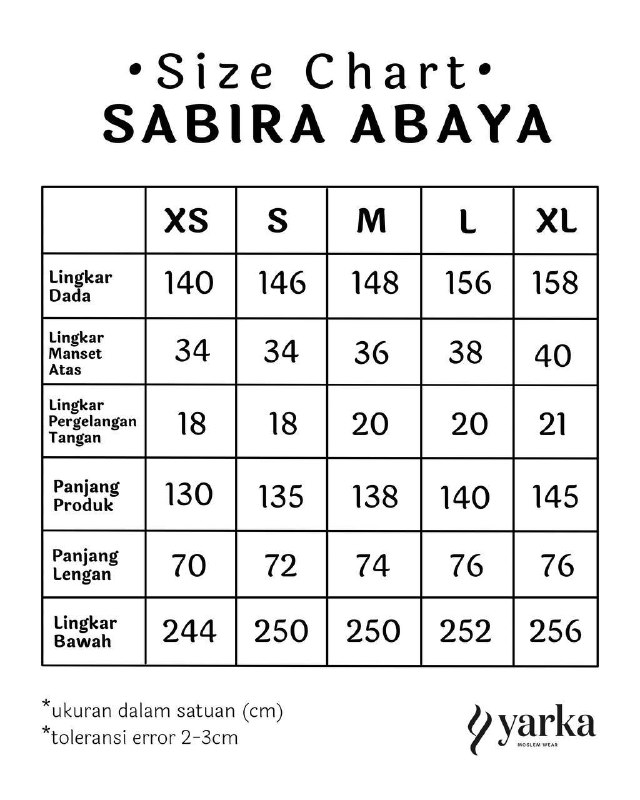 •Size Chart•
SABIRA ABAYA
XS S M L XL
Lingkar
Dada
140 146 148 156 158
Lingkar
Manset
Atas
34 34 36 38 40
Lingkar
Pergelangan
Tangan
18 18 20 20 21
Panjang
Produk
130 135 138 140 145
Panjang
Lengan
70 72 74 76 76
Lingkar
Bawah
244 250 250 252 256
*ukuran dalam satuan (cm)
*toleransi error 2-3cm
yarka
MOSLEM WEAR